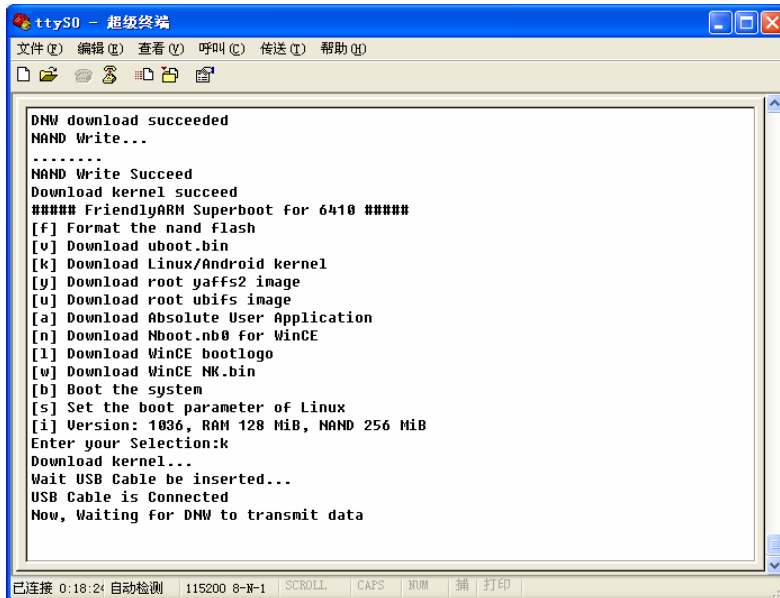 ttyS0 - 超级终端
文件(F) 编辑(E) 查看(V) 呼叫(C) 传送(T) 帮助(H)
DNW download succeeded
NAND Write...
........
NAND Write Succeed
Download kernel succeed
##### FriendlyARM Superboot for 6410 #####
[f] Format the nand flash
[v] Download uboot.bin
[k] Download Linux/Android kernel
[y] Download root yaffs2 image
[u] Download root ubifs image
[a] Download Absolute User Application
[n] Download Nboot.nb0 for WinCE
[l] Download WinCE bootlogo
[w] Download WinCE NK.bin
[b] Boot the system
[s] Set the boot parameter of Linux
[i] Version: 1036, RAM 128 MiB, NAND 256 MiB
Enter your Selection:k
Download kernel...
Wait USB Cable be inserted...
USB Cable is Connected
Now, Waiting for DNW to transmit data
已连接 0:18:24 自动检测 115200 8-N-1 SCROLL CAPS NUM 捕 打印